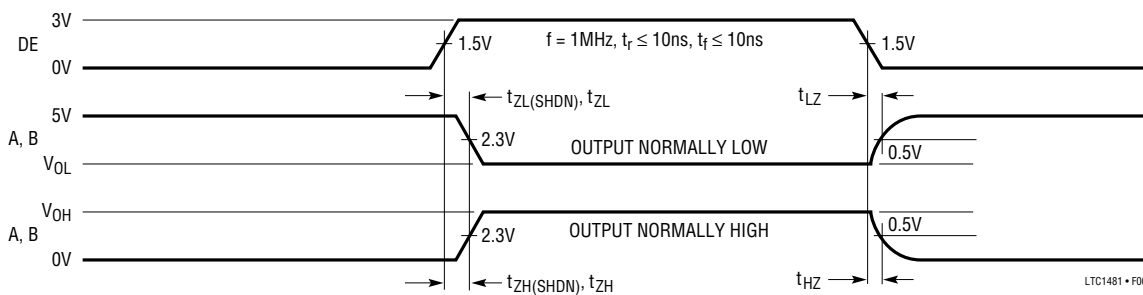 3V
DE
0V
1.5V
f = 1MHz, tr ≤ 10ns, tf ≤ 10ns
1.5V
tZL(SHDN), tZL
tLZ
5V
A, B
VOL
2.3V
OUTPUT NORMALLY LOW
0.5V
VOH
A, B
0V
2.3V
OUTPUT NORMALLY HIGH
0.5V
tZH(SHDN), tZH
tHZ
LTC1481 •